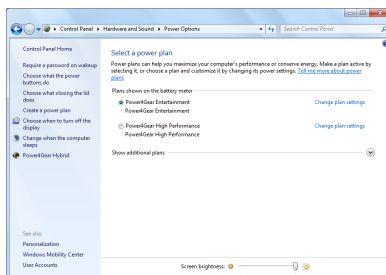 Control Panel ▸ Hardware and Sound ▸ Power Options
Search Control Panel
Control Panel Home
Require a password on wakeup
Choose what the power
buttons do
Choose what closing the lid
does
Create a power plan
Choose when to turn off the
display
Change when the computer
sleeps
Power4Gear Hybrid
Select a power plan
Power plans can help you maximize your computer's performance or conserve energy. Make a plan active by
selecting it, or choose a plan and customize it by changing its power settings. Tell me more about power
plans
Plans shown on the battery meter
Power4Gear Entertainment
Change plan settings
Power4Gear Entertainment
Power4Gear High Performance
Change plan settings
Power4Gear High Performance
Show additional plans
See also
Personalization
Windows Mobility Center
User Accounts
Screen brightness: